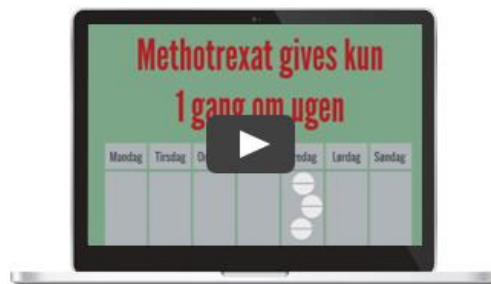 Methotrexat gives kun
1 gang om ugen
Mandag Tirsdag Lørdag Søndag